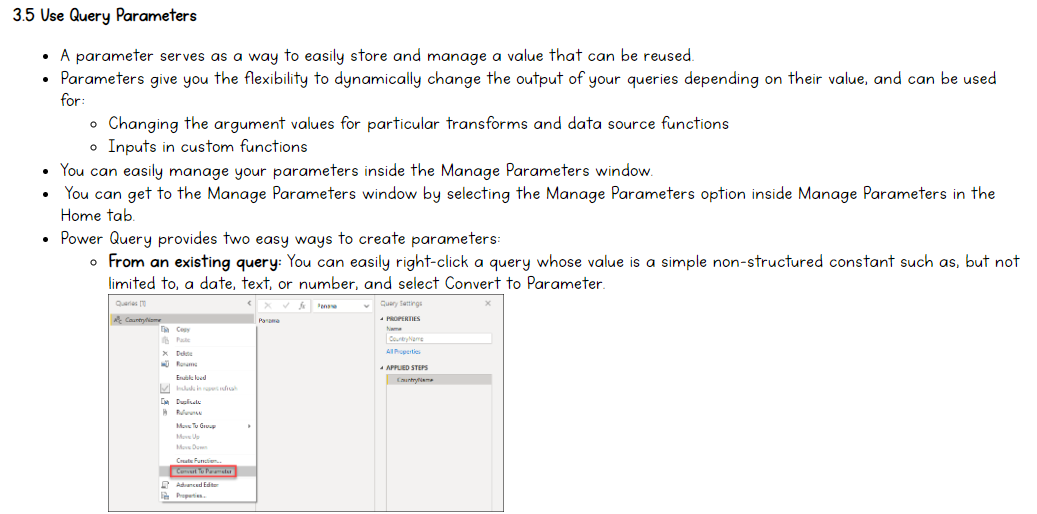 3.5 Use Query Parameters
• A parameter serves as a way to easily store and manage a value that can be reused.
• Parameters give you the flexibility to dynamically change the output of your queries depending on their value, and can be used
for:
◦ Changing the argument values for particular transforms and data source functions
◦ Inputs in custom functions
• You can easily manage your parameters inside the Manage Parameters window.
• You can get to the Manage Parameters window by selecting the Manage Parameters option inside Manage Parameters in the
Home tab.
• Power Query provides two easy ways to create parameters:
◦ From an existing query: You can easily right-click a query whose value is a simple non-structured constant such as, but not
limited to, a date, text, or number, and select Convert to Parameter.
Queries [1]
CountryName
Copy
Paste
Delete
Rename
Enable load
Include in report refresh
Duplicate
Reference
Move To Group
Move Up
Move Down
Create Function...
Convert To Parameter
Advanced Editor
Properties...
fx
Panama
Panama
Query Settings
PROPERTIES
Name
CountryName
All Properties
APPLIED STEPS
CountryName